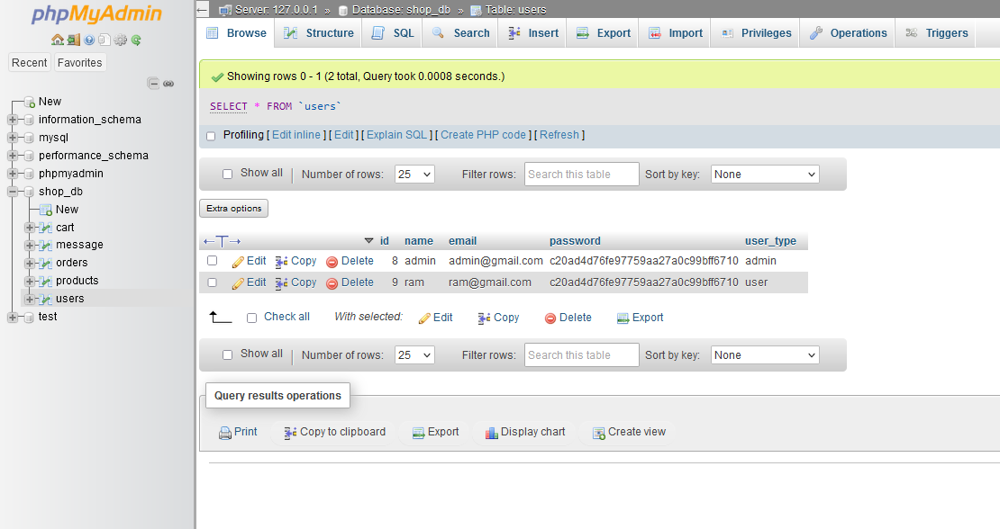 phpMyAdmin
Recent Favorites
New
information_schema
mysql
performance_schema
phpmyadmin
shop_db
New
cart
message
orders
products
users
test
Server: 127.0.0.1 » Database: shop_db » Table: users
Browse Structure SQL Search Insert Export Import Privileges Operations Triggers
Showing rows 0 - 1 (2 total, Query took 0.0008 seconds.)
SELECT * FROM `users`
Profiling [ Edit inline ] [ Edit ] [ Explain SQL ] [ Create PHP code ] [ Refresh ]
Show all Number of rows: 25 Filter rows: Search this table Sort by key: None
Extra options
id name email password user_type
Edit Copy Delete 8 admin admin@gmail.com c20ad4d76fe97759aa27a0c99bff6710 admin
Edit Copy Delete 9 ram ram@gmail.com c20ad4d76fe97759aa27a0c99bff6710 user
Check all With selected: Edit Copy Delete Export
Show all Number of rows: 25 Filter rows: Search this table Sort by key: None
Query results operations
Print Copy to clipboard Export Display chart Create view